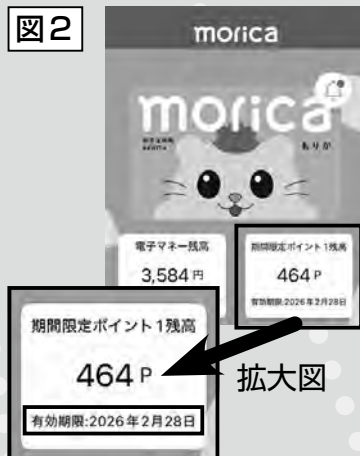 図2
morica
morica
もりか
電子マネー残高
3,584円
期間限定ポイント1残高
464 P
有効期限:2026年2月28日
期間限定ポイント1残高
464 P
有効期限:2026年2月28日
拡大図